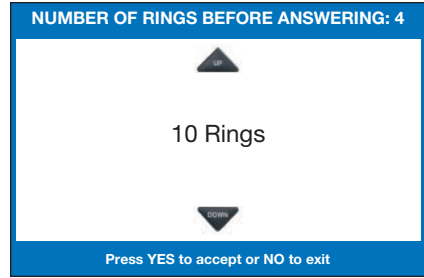 NUMBER OF RINGS BEFORE ANSWERING: 4
UP
10 Rings
DOWN
Press YES to accept or NO to exit